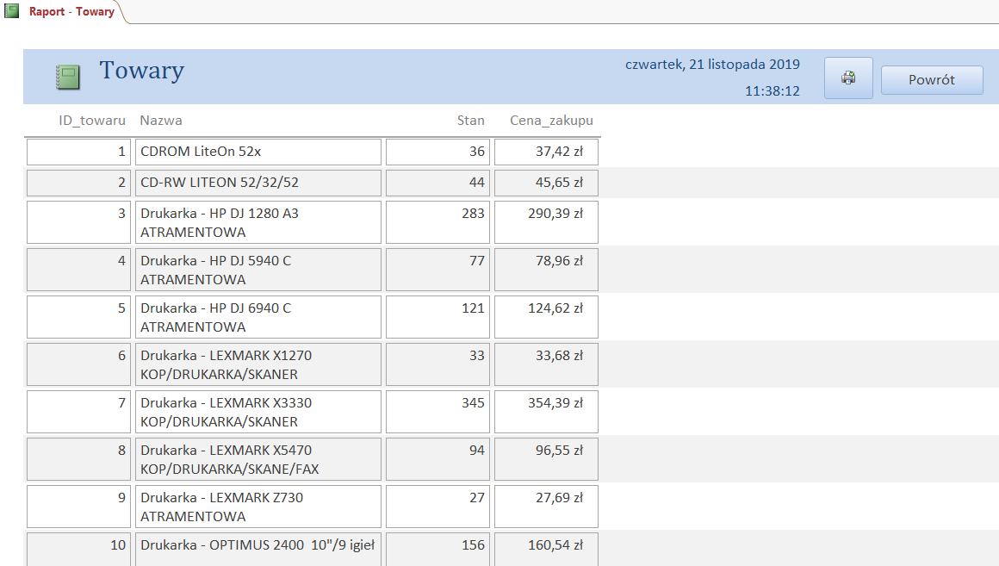 Raport - Towary
Towary
czwartek, 21 listopada 2019
11:38:12
Powrót
ID_towaru Nazwa Stan Cena_zakupu
1 CDROM LiteOn 52x 36 37,42 zł
2 CD-RW LITEON 52/32/52 44 45,65 zł
3 Drukarka - HP DJ 1280 A3 283 290,39 zł
ATRAMENTOWA
4 Drukarka - HP DJ 5940 C 77 78,96 zł
ATRAMENTOWA
5 Drukarka - HP DJ 6940 C 121 124,62 zł
ATRAMENTOWA
6 Drukarka - LEXMARK X1270 33 33,68 zł
KOP/DRUKARKA/SKANER
7 Drukarka - LEXMARK X3330 345 354,39 zł
KOP/DRUKARKA/SKANER
8 Drukarka - LEXMARK X5470 94 96,55 zł
KOP/DRUKARKA/SKANE/FAX
9 Drukarka - LEXMARK Z730 27 27,69 zł
ATRAMENTOWA
10 Drukarka - OPTIMUS 2400  10"/9 igieł 156 160,54 zł